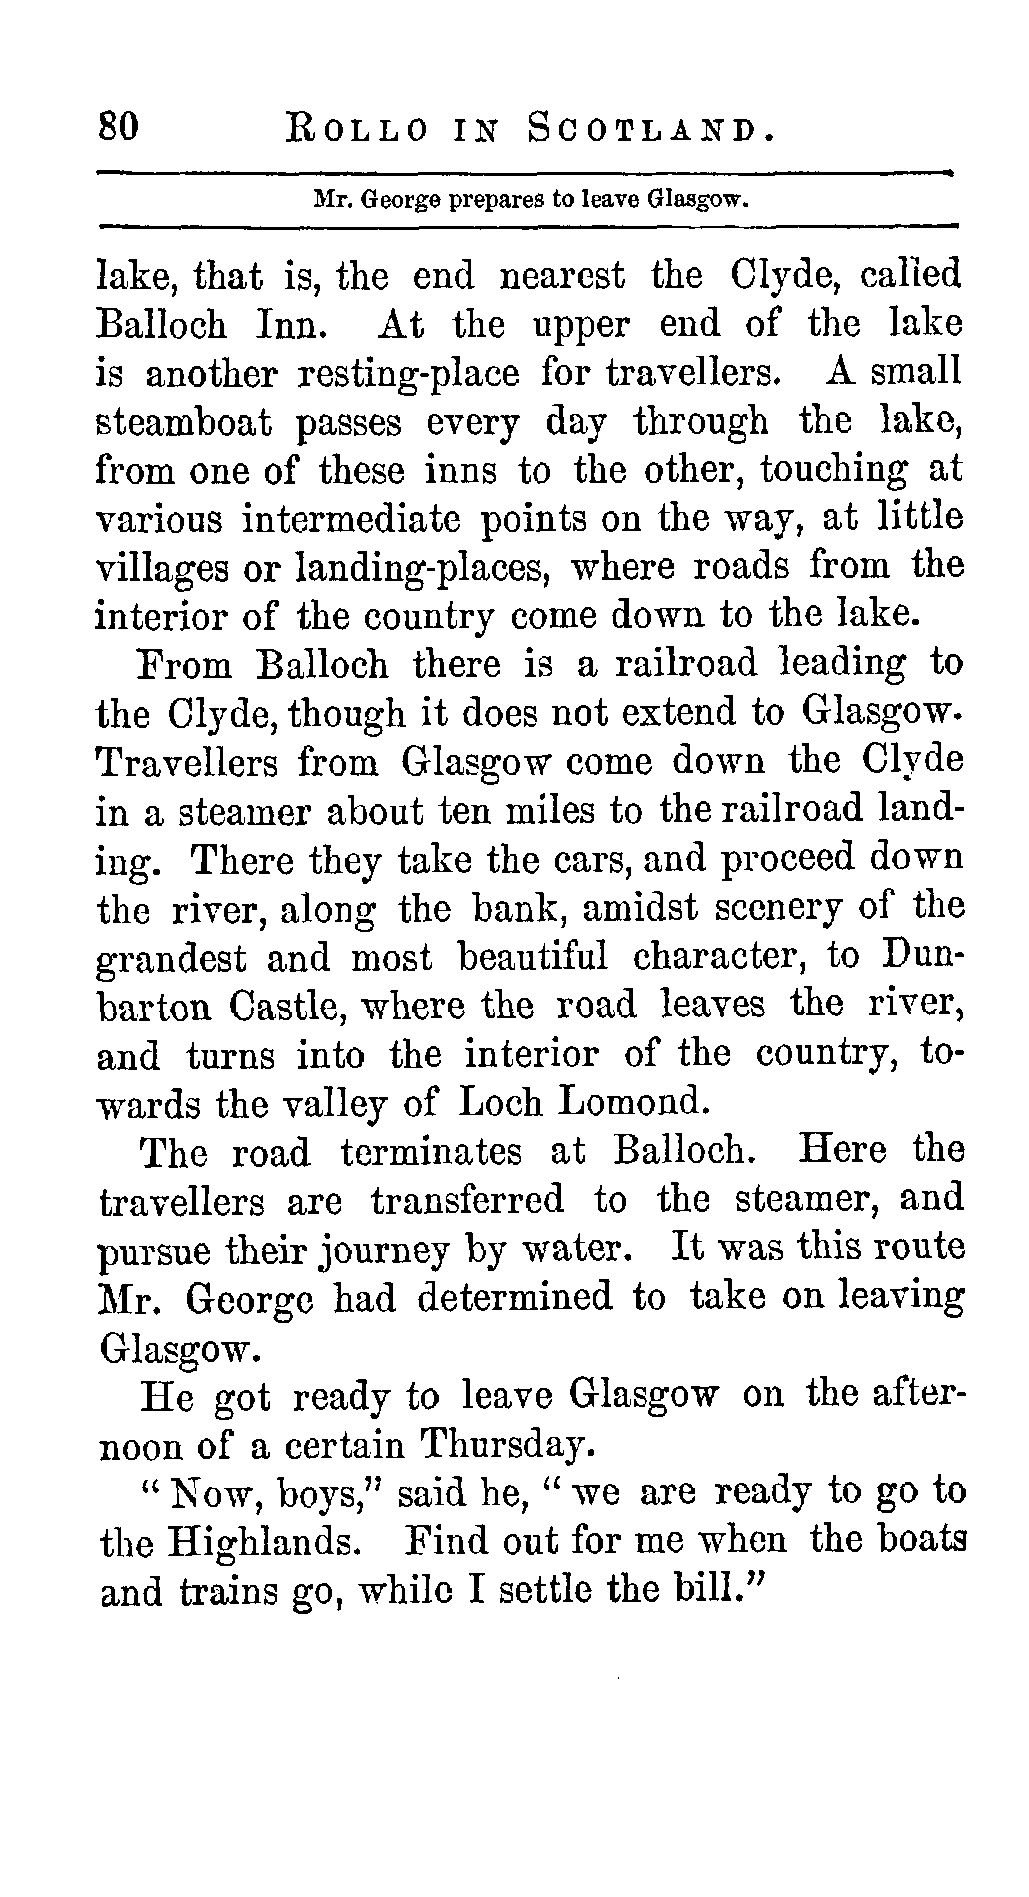 80 ROLLO IN SCOTLAND.
Mr. George prepares to leave Glasgow.
lake, that is, the end nearest the Clyde, called
Balloch Inn. At the upper end of the lake
is another resting-place for travellers. A small
steamboat passes every day through the lake,
from one of these inns to the other, touching at
various intermediate points on the way, at little
villages or landing-places, where roads from the
interior of the country come down to the lake.
From Balloch there is a railroad leading to
the Clyde, though it does not extend to Glasgow.
Travellers from Glasgow come down the Clyde
in a steamer about ten miles to the railroad land-
ing. There they take the cars, and proceed down
the river, along the bank, amidst scenery of the
grandest and most beautiful character, to Dun-
barton Castle, where the road leaves the river,
and turns into the interior of the country, to-
wards the valley of Loch Lomond.
The road terminates at Balloch. Here the
travellers are transferred to the steamer, and
pursue their journey by water. It was this route
Mr. George had determined to take on leaving
Glasgow.
He got ready to leave Glasgow on the after-
noon of a certain Thursday.
“Now, boys,” said he, “we are ready to go to
the Highlands. Find out for me when the boats
and trains go, while I settle the bill.”